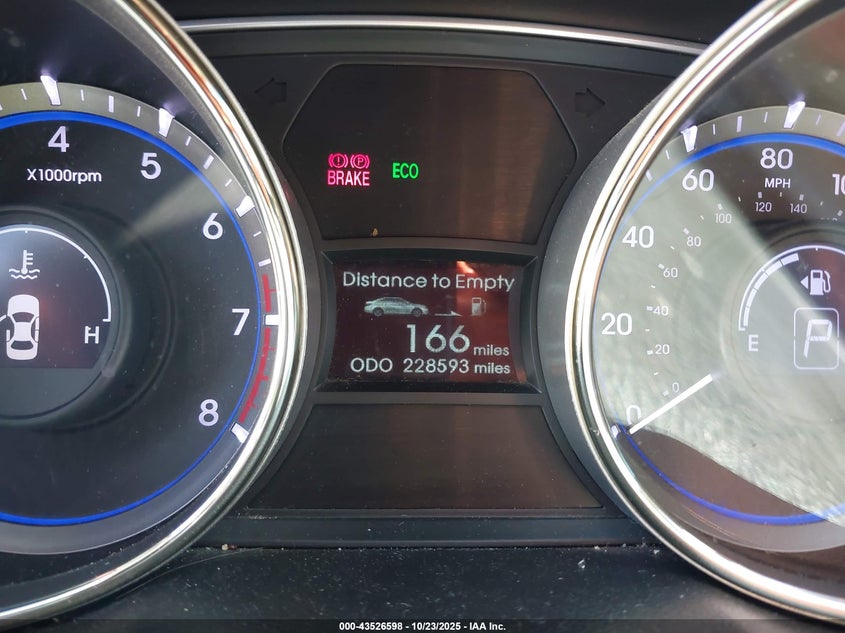 4
5
6
7
8
X1000rpm
H
BRAKE
P
ECO
Distance to Empty
166 miles
ODO 228593 miles
0
20
40
60
80
MPH
0
20
40
60
80
100
120
140
E
P
000-43526598 - 10/23/2025 - IAA Inc.